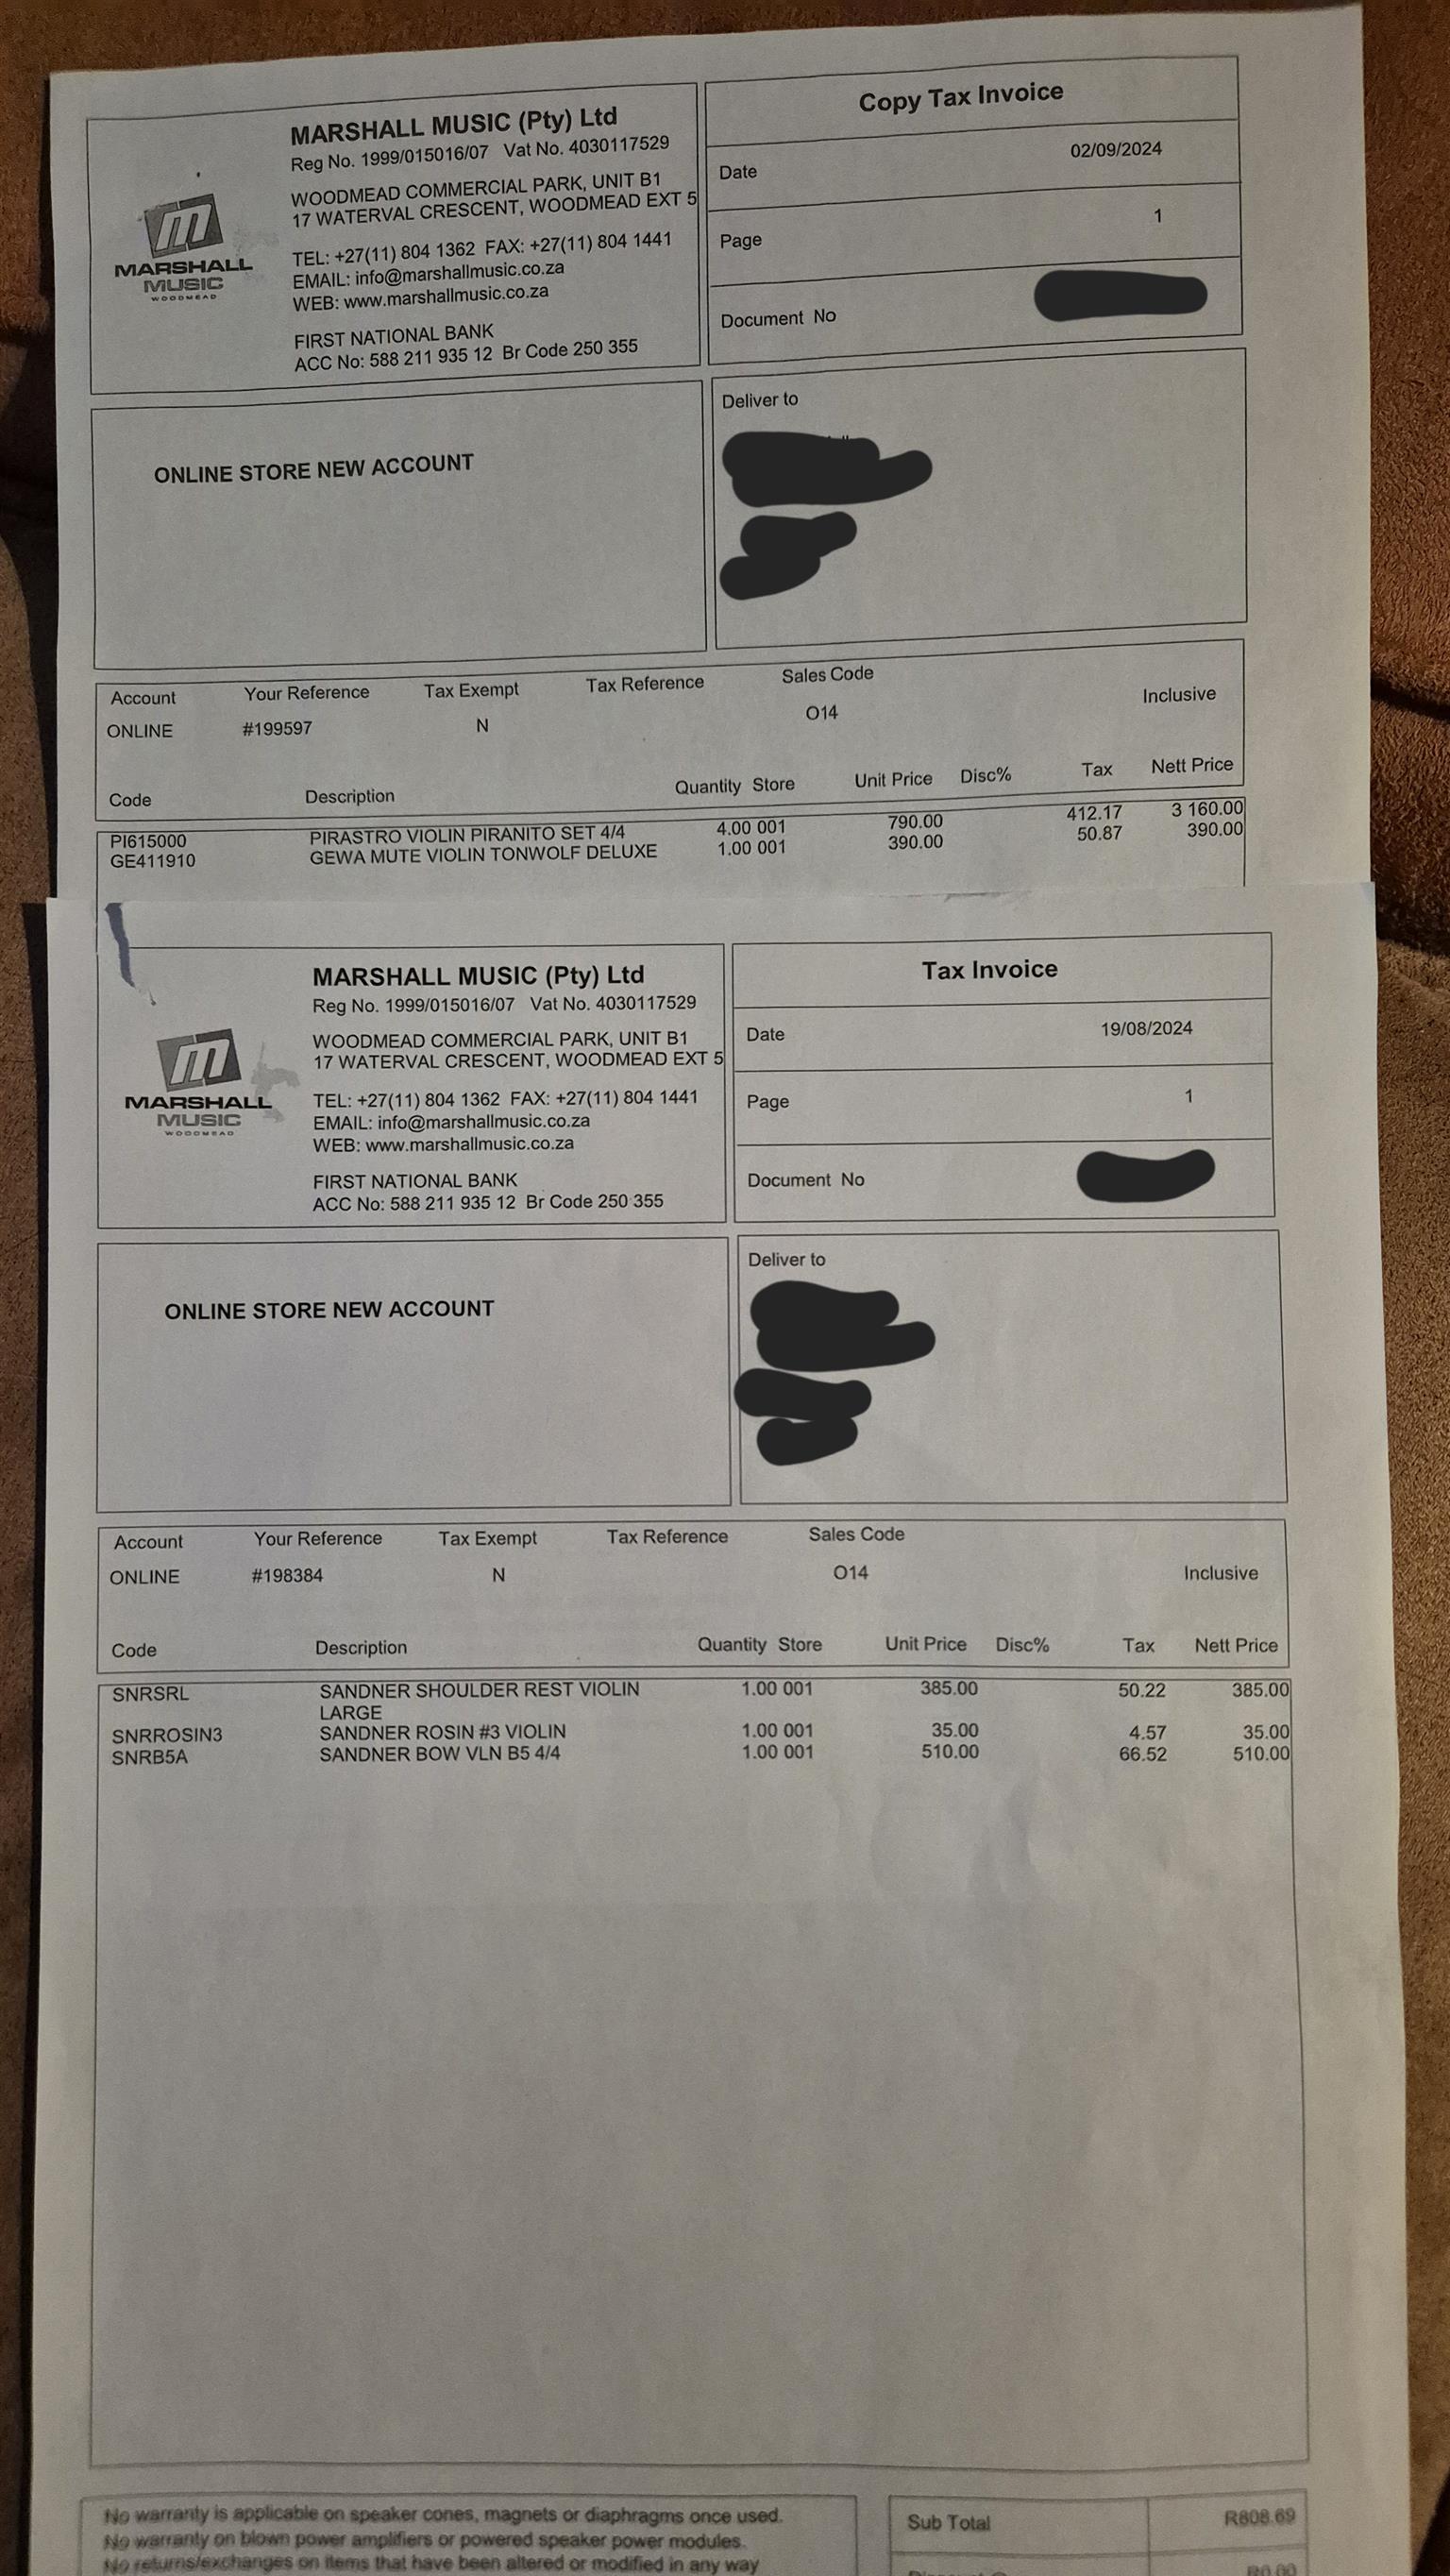 MARSHALL MUSIC (Pty) Ltd
Reg No. 1999/015016/07 Vat No. 4030117529
WOODMEAD COMMERCIAL PARK, UNIT B1
17 WATERVAL CRESCENT, WOODMEAD EXT 5
TEL: +27(11) 804 1362 FAX: +27(11) 804 1441
EMAIL: info@marshallmusic.co.za
WEB: www.marshallmusic.co.za
FIRST NATIONAL BANK
ACC No: 588 211 935 12 Br Code 250 355
MARSHALL
MUSIC
WOODMEAD
Copy Tax Invoice
Date 02/09/2024
Page 1
Document No
ONLINE STORE NEW ACCOUNT
Deliver to
Account Your Reference Tax Exempt Tax Reference Sales Code
ONLINE #199597 N O14 Inclusive
Code Description Quantity Store Unit Price Disc% Tax Nett Price
PI615000 PIRASTRO VIOLIN PIRANITO SET 4/4 4.00 001 790.00 412.17 3 160.00
GE411910 GEWA MUTE VIOLIN TONWOLF DELUXE 1.00 001 390.00 50.87 390.00
MARSHALL MUSIC (Pty) Ltd
Reg No. 1999/015016/07 Vat No. 4030117529
WOODMEAD COMMERCIAL PARK, UNIT B1
17 WATERVAL CRESCENT, WOODMEAD EXT 5
TEL: +27(11) 804 1362 FAX: +27(11) 804 1441
EMAIL: info@marshallmusic.co.za
WEB: www.marshallmusic.co.za
FIRST NATIONAL BANK
ACC No: 588 211 935 12 Br Code 250 355
MARSHALL
MUSIC
WOODMEAD
Tax Invoice
Date 19/08/2024
Page 1
Document No
ONLINE STORE NEW ACCOUNT
Deliver to
Account Your Reference Tax Exempt Tax Reference Sales Code
ONLINE #198384 N O14 Inclusive
Code Description Quantity Store Unit Price Disc% Tax Nett Price
SNRSRL SANDNER SHOULDER REST VIOLIN 1.00 001 385.00 50.22 385.00
LARGE
SNRROSIN3 SANDNER ROSIN #3 VIOLIN 1.00 001 35.00 4.57 35.00
SNRB5A SANDNER BOW VLN B5 4/4 1.00 001 510.00 66.52 510.00
No warranty is applicable on speaker cones, magnets or diaphragms once used.
No warranty on blown power amplifiers or powered speaker power modules.
No returns/exchanges on items that have been altered or modified in any way
Sub Total R808.69
R0.00